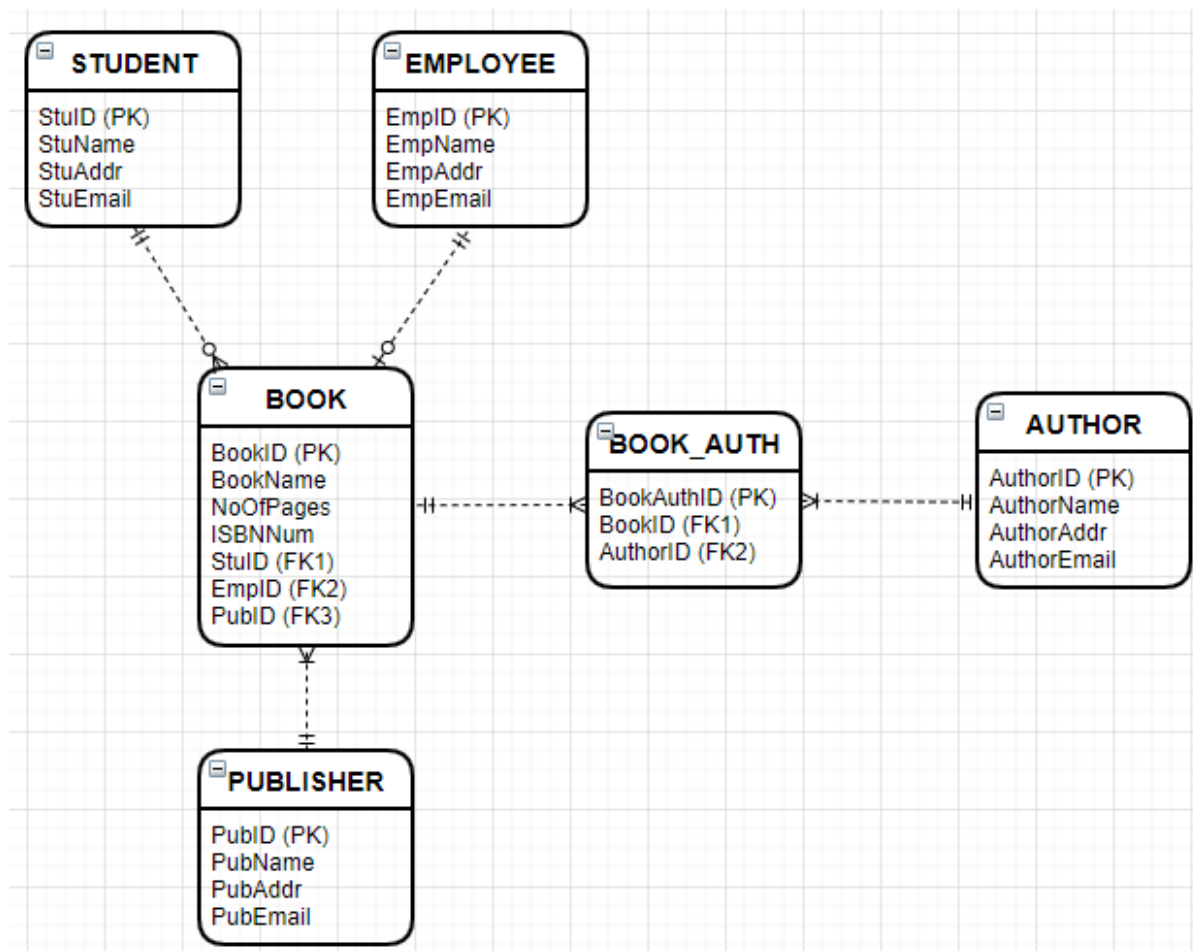 STUDENT
StuID (PK)
StuName
StuAddr
StuEmail
EMPLOYEE
EmpID (PK)
EmpName
EmpAddr
EmpEmail
BOOK
BookID (PK)
BookName
NoOfPages
ISBNNum
StuID (FK1)
EmpID (FK2)
PubID (FK3)
BOOK_AUTH
BookAuthID (PK)
BookID (FK1)
AuthorID (FK2)
AUTHOR
AuthorID (PK)
AuthorName
AuthorAddr
AuthorEmail
PUBLISHER
PubID (PK)
PubName
PubAddr
PubEmail